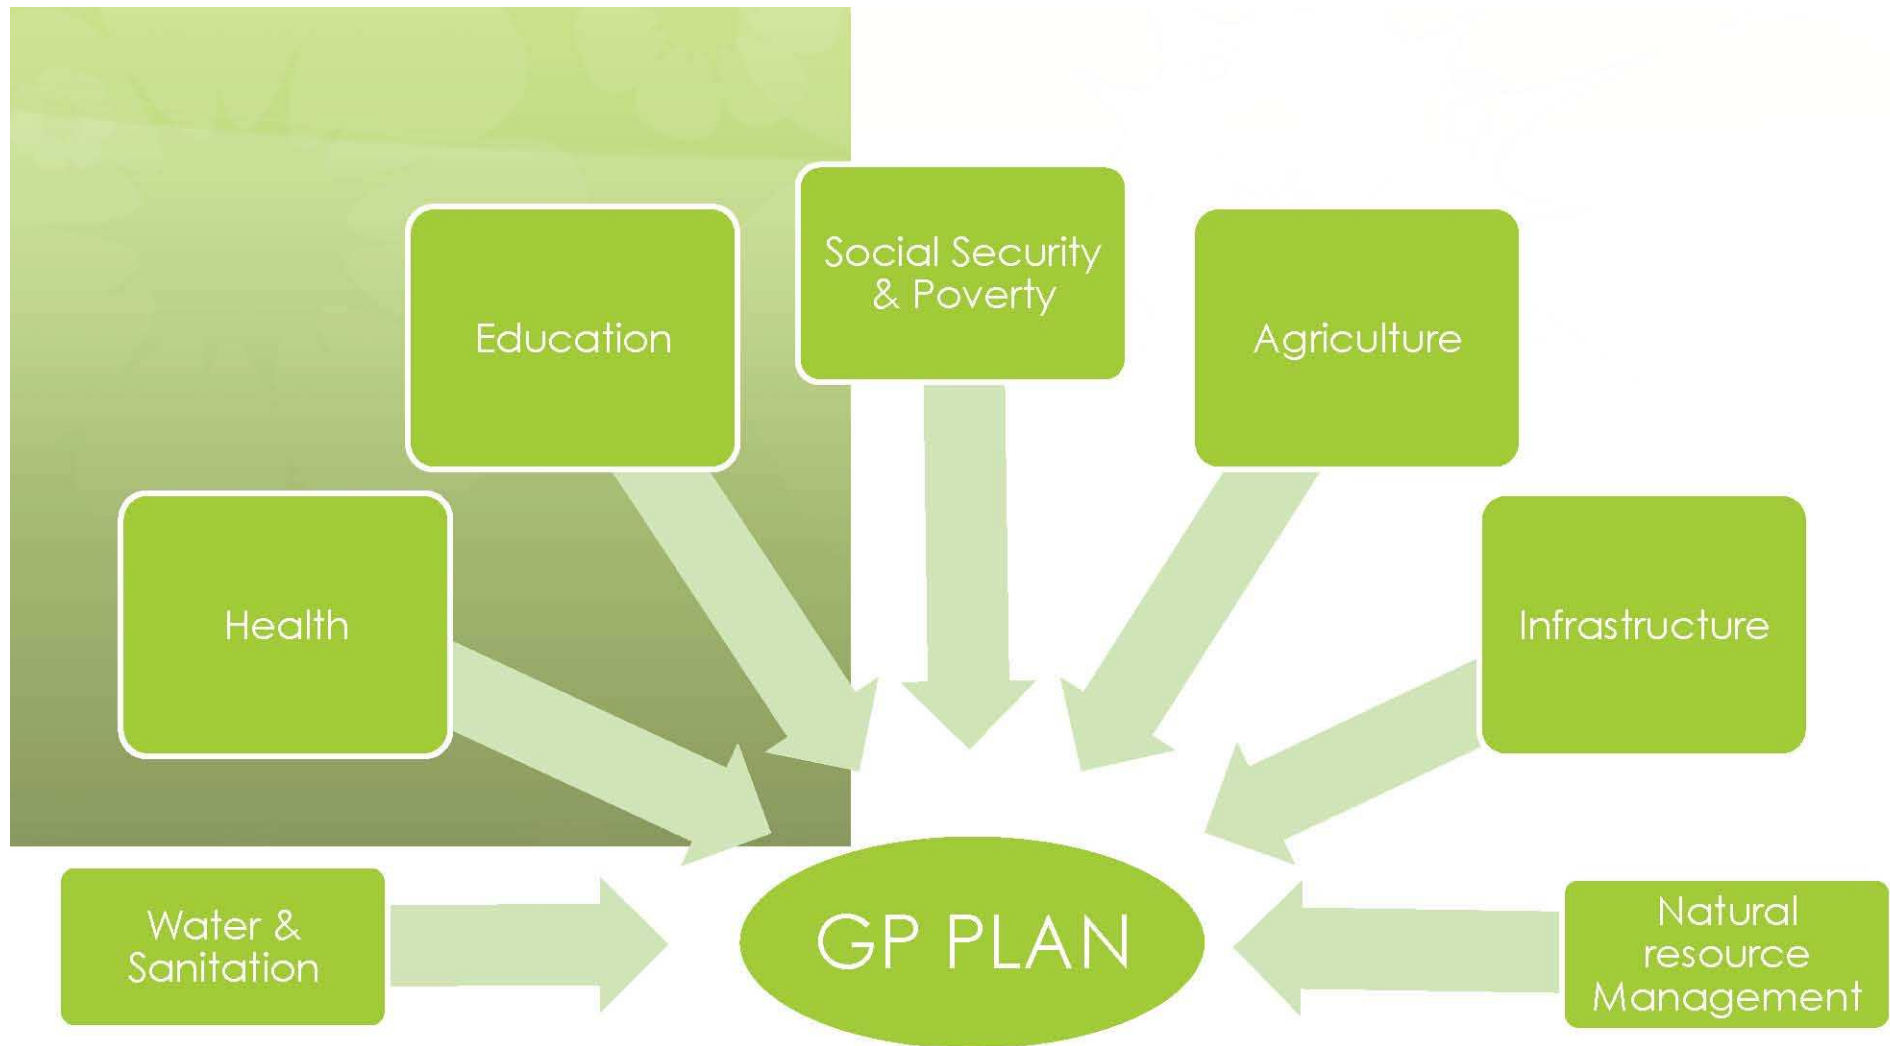 Social Security
& Poverty
Education
Agriculture
Health
Infrastructure
Water &
Sanitation
GP PLAN
Natural
resource
Management